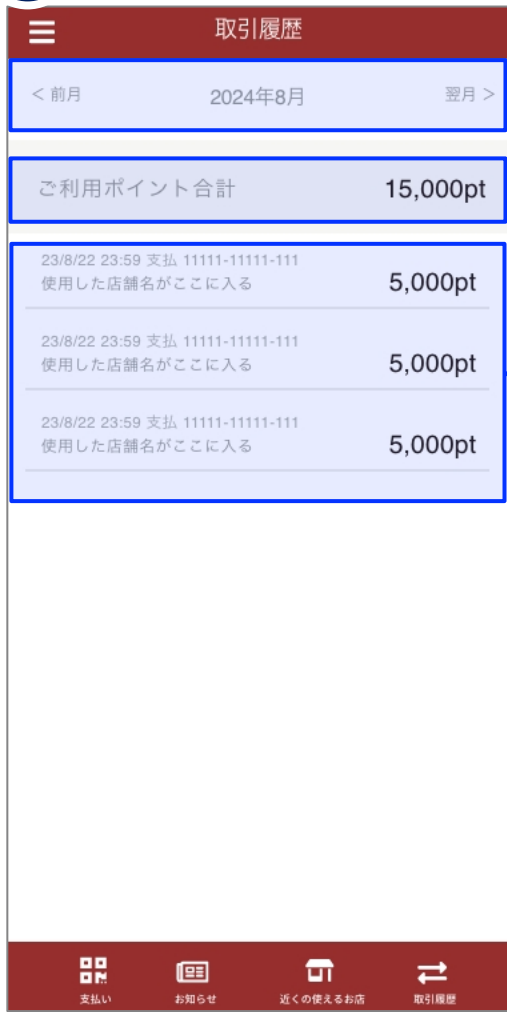 取引履歴
< 前月 2024年8月 翌月 >
ご利用ポイント合計 15,000pt
23/8/22 23:59 支払 11111-11111-111
使用した店舗名がここに入る 5,000pt
23/8/22 23:59 支払 11111-11111-111
使用した店舗名がここに入る 5,000pt
23/8/22 23:59 支払 11111-11111-111
使用した店舗名がここに入る 5,000pt
支払い お知らせ 近くの使えるお店 取引履歴